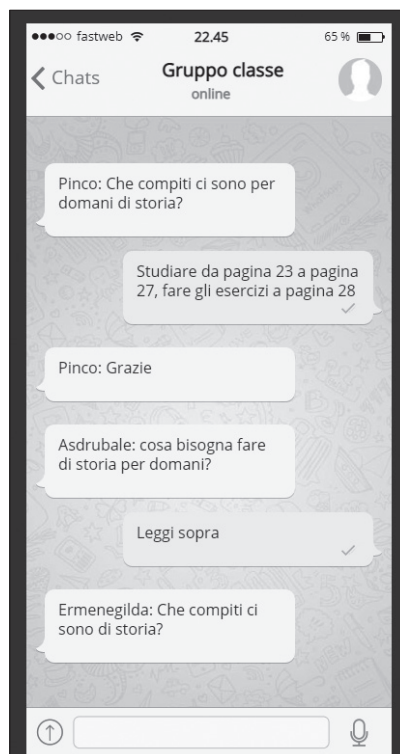 ●●●○○ fastweb 22.45 65 %
Chats Gruppo classe
online
Pinco: Che compiti ci sono per
domani di storia?
Studiare da pagina 23 a pagina
27, fare gli esercizi a pagina 28
Pinco: Grazie
Asdrubale: cosa bisogna fare
di storia per domani?
Leggi sopra
Ermenegilda: Che compiti ci
sono di storia?